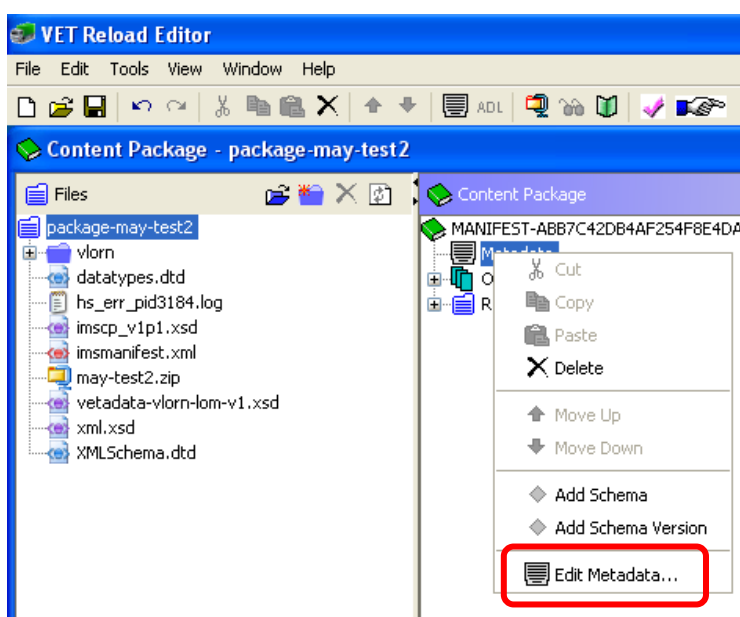 VET Reload Editor
File Edit Tools View Window Help
ADL
Content Package - package-may-test2
Files
Content Package
package-may-test2
vlorn
datatypes.dtd
hs_err_pid3184.log
imscp_v1p1.xsd
imsmanifest.xml
may-test2.zip
vetadata-vlorn-lom-v1.xsd
xml.xsd
XMLSchema.dtd
MANIFEST-ABB7C42DB4AF254F8E4DA
Metadata
O
R
Cut
Copy
Paste
Delete
Move Up
Move Down
Add Schema
Add Schema Version
Edit Metadata...